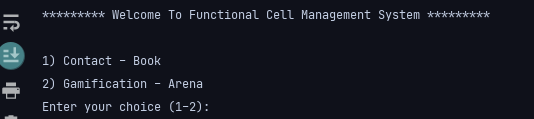 ********* Welcome To Functional Cell Management System *********
1) Contact - Book
2) Gamification - Arena
Enter your choice (1-2):